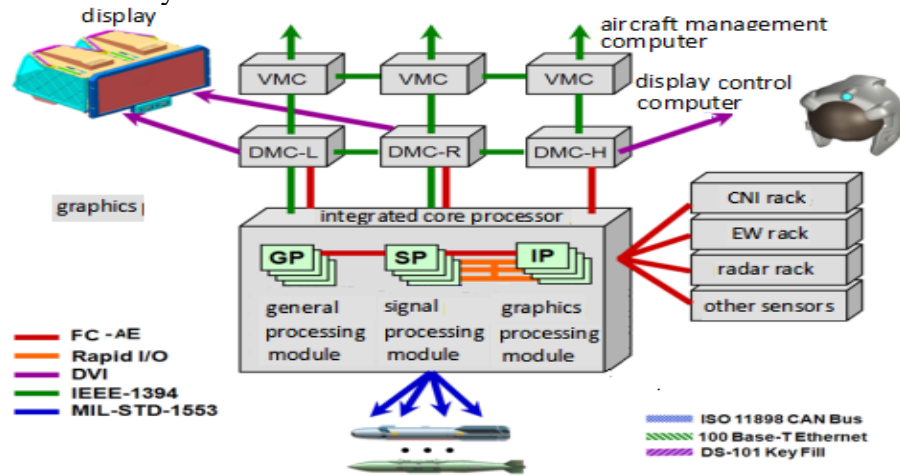 display
aircraft management
computer
VMC
VMC
VMC
display control
computer
DMC-L
DMC-R
DMC-H
graphics
integrated core processor
CNI rack
EW rack
radar rack
other sensors
GP
SP
IP
general
processing
module
signal
processing
module
graphics
processing
module
FC -AE
Rapid I/O
DVI
IEEE-1394
MIL-STD-1553
ISO 11898 CAN Bus
100 Base-T Ethernet
DS-101 Key Fill